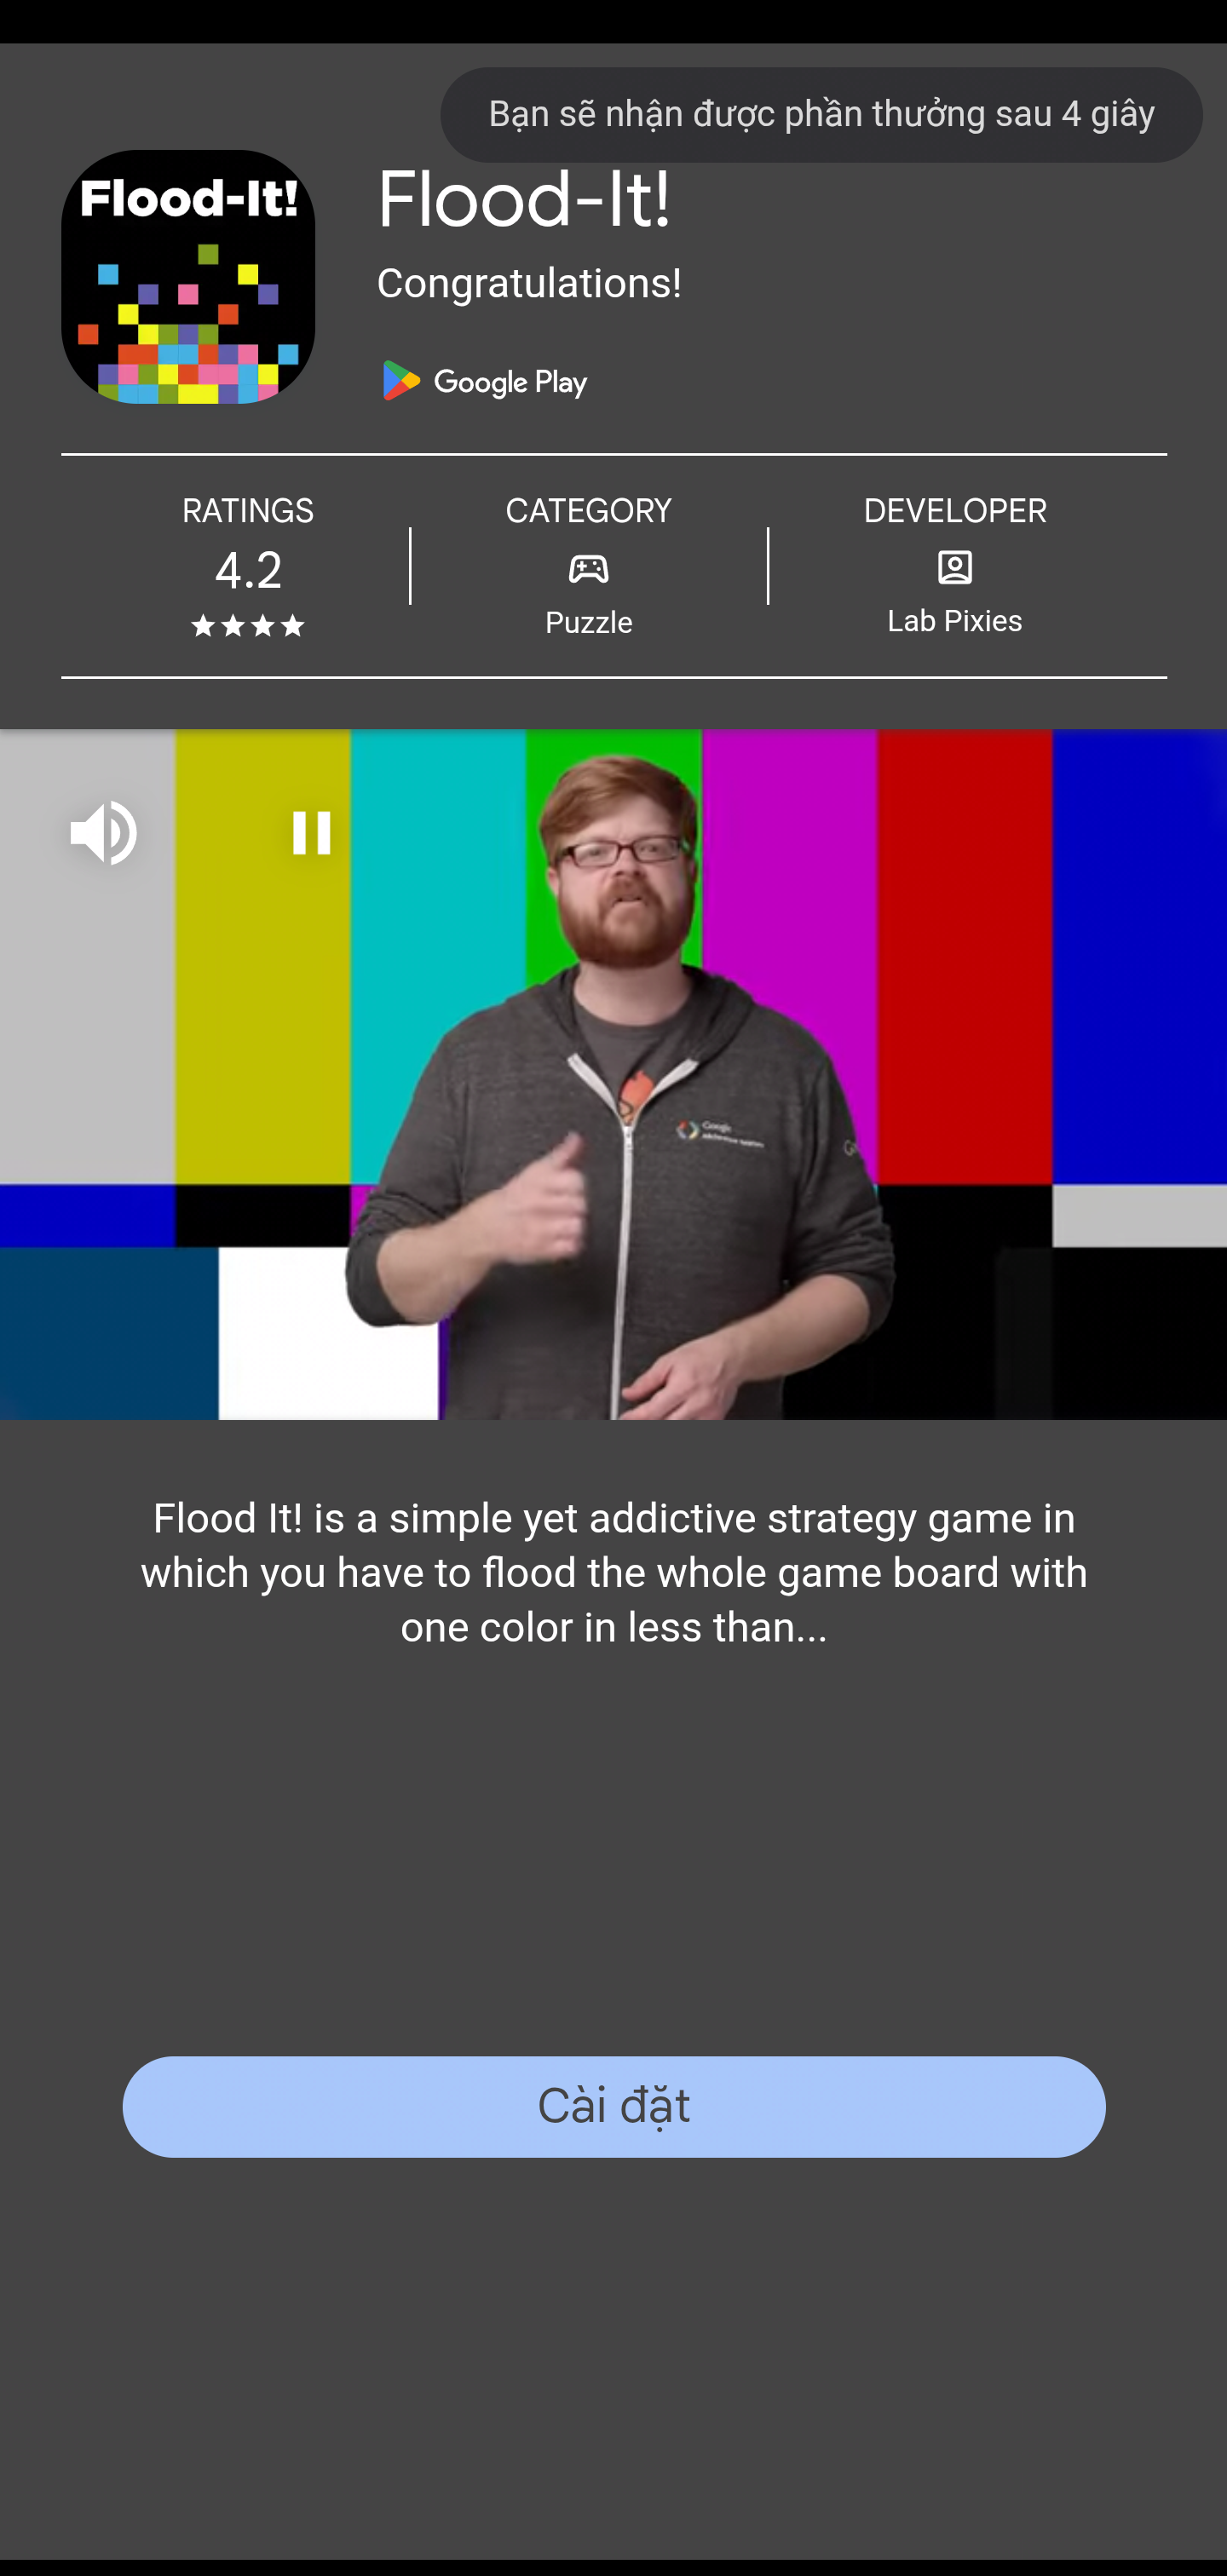 Bạn sẽ nhận được phần thưởng sau 4 giây
Flood-It!
Flood-It!
Congratulations!
Google Play
RATINGS
CATEGORY
DEVELOPER
4.2
Puzzle
Lab Pixies
Google
Flood It! is a simple yet addictive strategy game in
which you have to flood the whole game board with
one color in less than...
Cài đặt